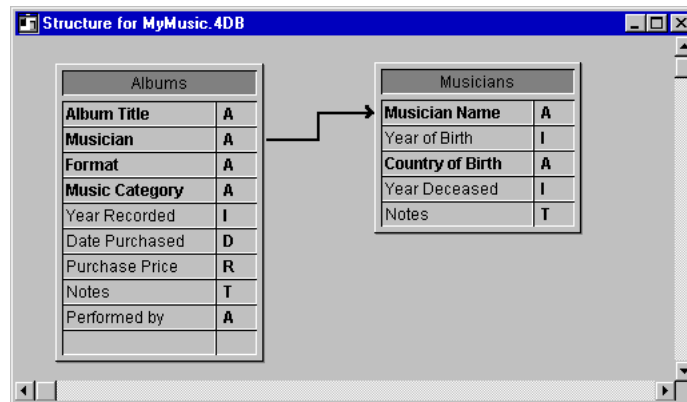 Structure for MyMusic.4DB
Albums
Album Title A
Musician A
Format A
Music Category A
Year Recorded I
Date Purchased D
Purchase Price R
Notes T
Performed by A
Musicians
Musician Name A
Year of Birth I
Country of Birth A
Year Deceased I
Notes T